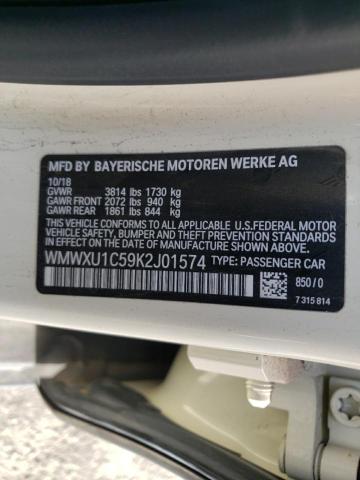 MFD BY BAYERISCHE MOTOREN WERKE AG
10/18
GVWR 3814 lbs 1730 kg
GAWR FRONT 2072 lbs 940 kg
GAWR REAR 1861 lbs 844 kg
THIS VEHICLE CONFORMS TO ALL APPLICABLE U.S.FEDERAL MOTOR
VEHICLE SAFETY, BUMPER, AND THEFT PREVENTION STANDARDS
IN EFFECT ON THE DATE OF MANUFACTURE SHOWN ABOVE.
WMWXU1C59K2J01574 TYPE: PASSENGER CAR
850/0
7 315 814